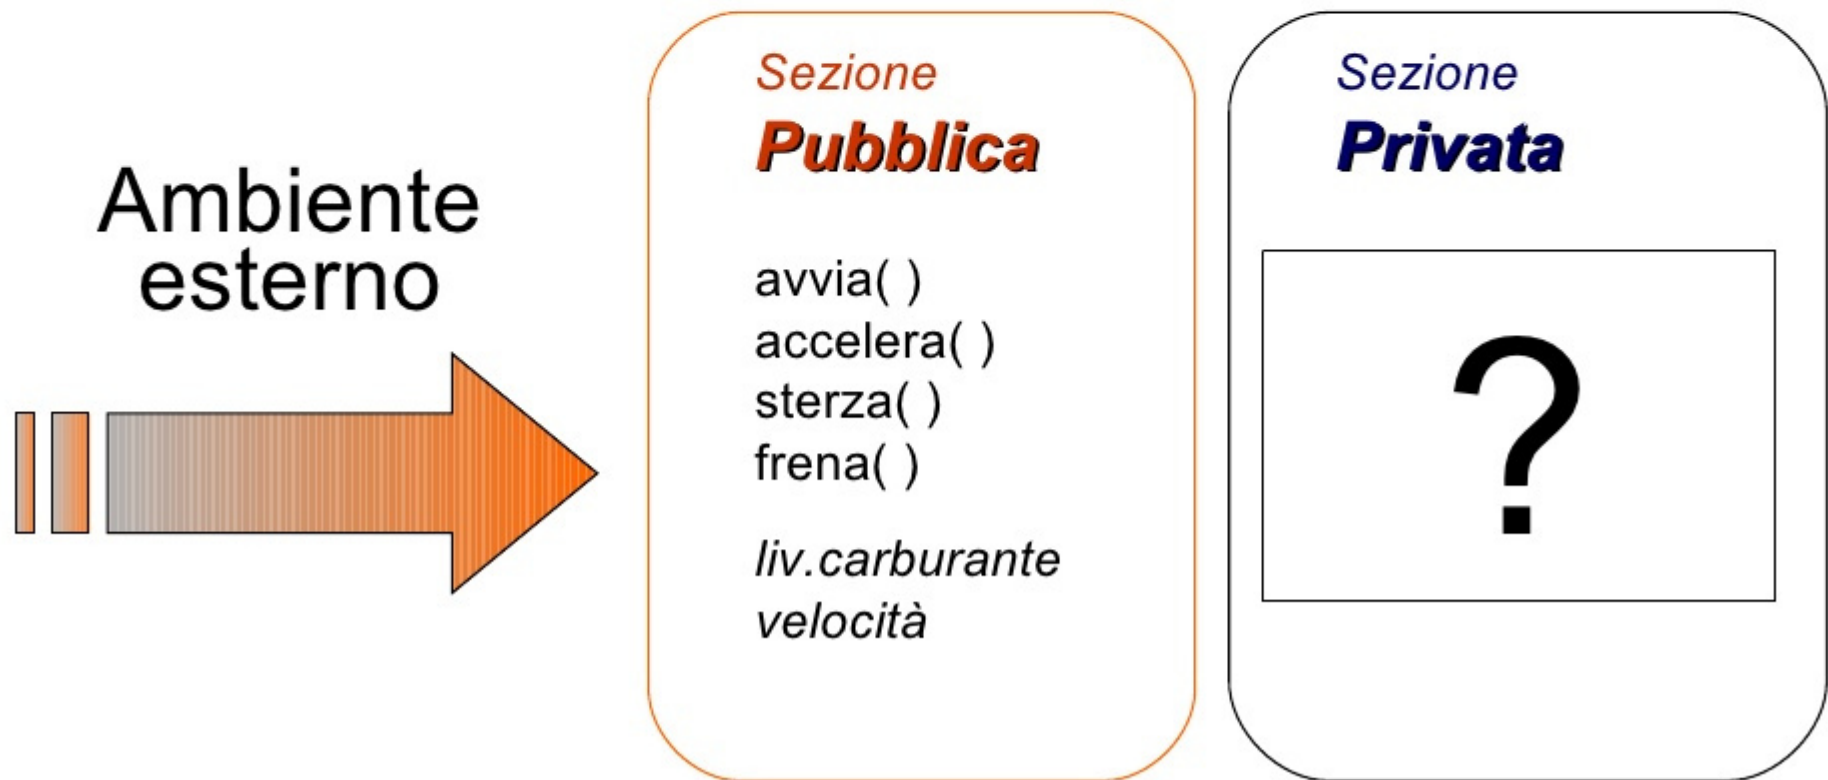 Ambiente
esterno
Sezione
Pubblica
avvia( )
accelera( )
sterza( )
frena( )
liv.carburante
velocità
Sezione
Privata
?